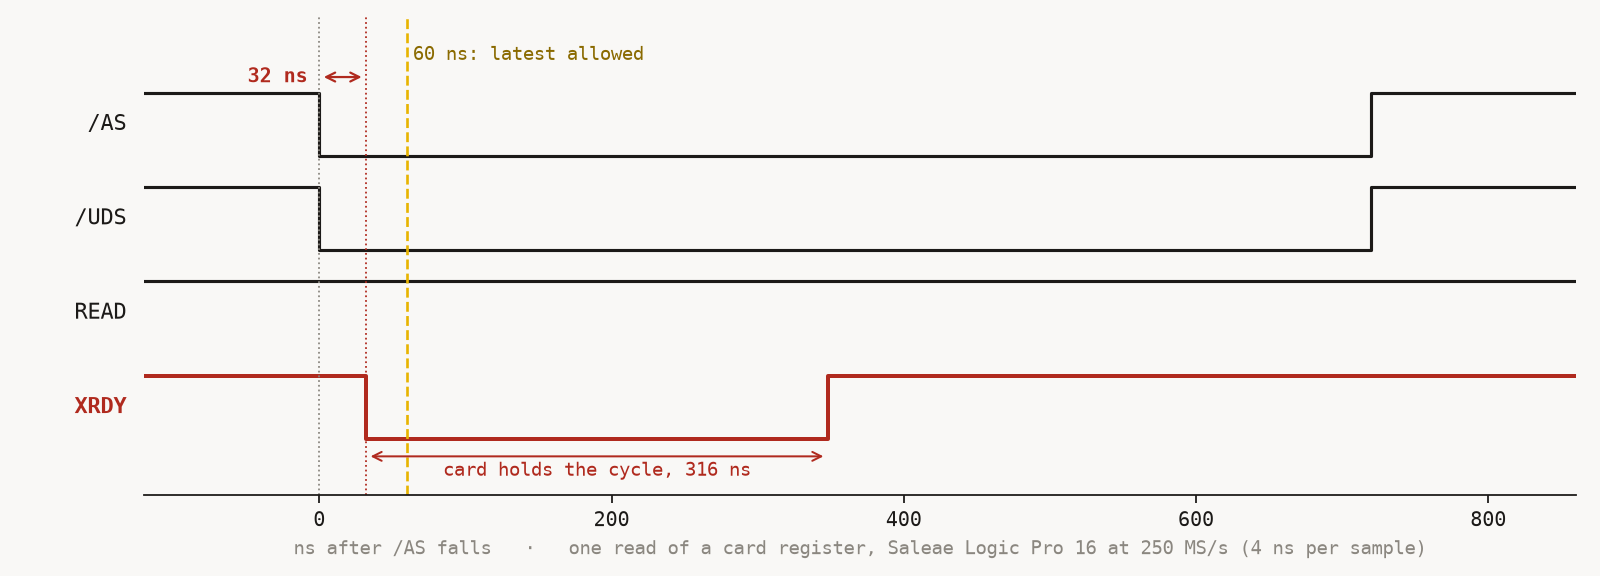 60 ns: latest allowed
32 ns
/AS
/UDS
READ
XRDY
card holds the cycle, 316 ns
0 200 400 600 800
ns after /AS falls · one read of a card register, Saleae Logic Pro 16 at 250 MS/s (4 ns per sample)